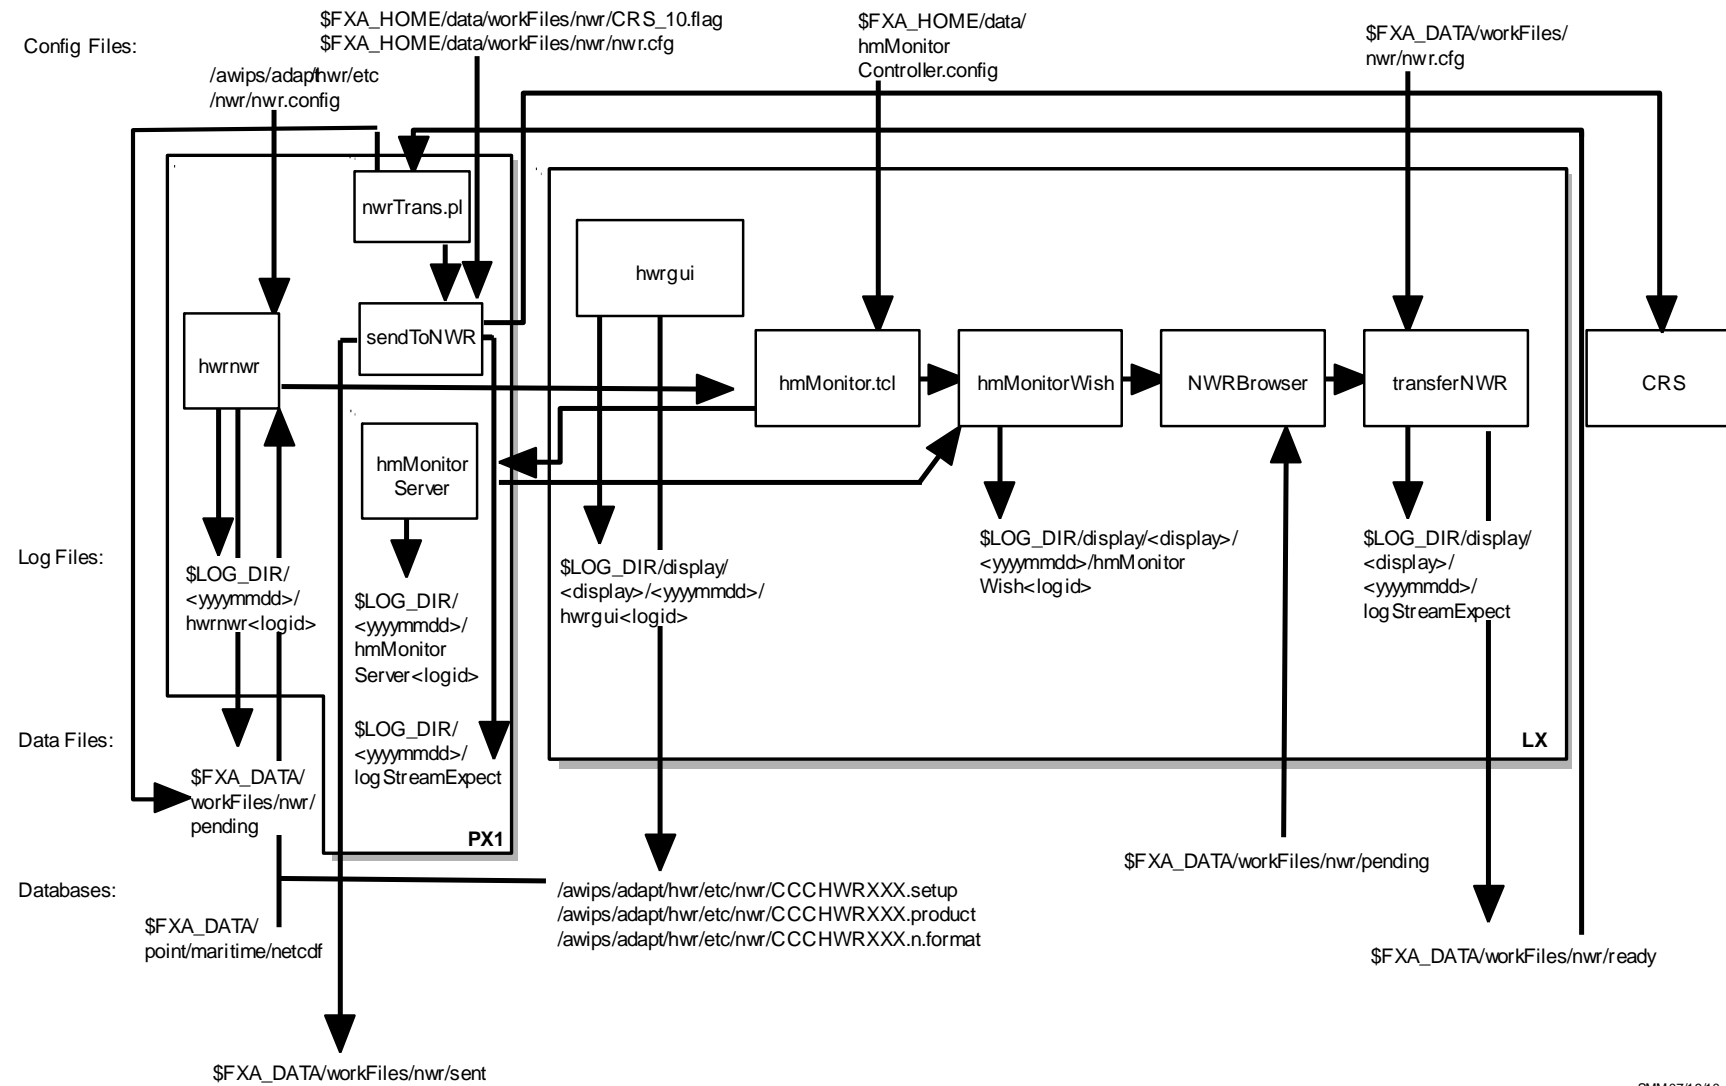 $FXA_HOME/data/workFiles/nwr/CRS_10.flag
$FXA_HOME/data/workFiles/nwr/nwr.cfg
$FXA_HOME/data/
hmMonitor
Controller.config
$FXA_DATA/workFiles/
nwr/nwr.cfg
Config Files:
/awips/adapt/hwr/etc
/nwr/nwr.config
nwrTrans.pl
hwrgui
sendToNWR
hwrnwr
hmMonitor.tcl
hmMonitorWish
NWRBrowser
transferNWR
CRS
hmMonitor
Server
Log Files:
$LOG_DIR/
<yyyymmdd>/
hwrnwr<logid>
$LOG_DIR/
<yyyymmdd>/
hmMonitor
Server<logid>
$LOG_DIR/display/
<display>/<yyyymmdd>/
hwrgui<logid>
$LOG_DIR/display/<display>/
<yyyymmdd>/hmMonitor
Wish<logid>
$LOG_DIR/display/
<display>/
<yyyymmdd>/
logStreamExpect
Data Files:
$LOG_DIR/
<yyyymmdd>/
logStreamExpect
LX
$FXA_DATA/
workFiles/nwr/
pending
PX1
$FXA_DATA/workFiles/nwr/pending
Databases:
/awips/adapt/hwr/etc/nwr/CCCHWRXXX.setup
/awips/adapt/hwr/etc/nwr/CCCHWRXXX.product
/awips/adapt/hwr/etc/nwr/CCCHWRXXX.n.format
$FXA_DATA/
point/maritime/netcdf
$FXA_DATA/workFiles/nwr/ready
$FXA_DATA/workFiles/nwr/sent